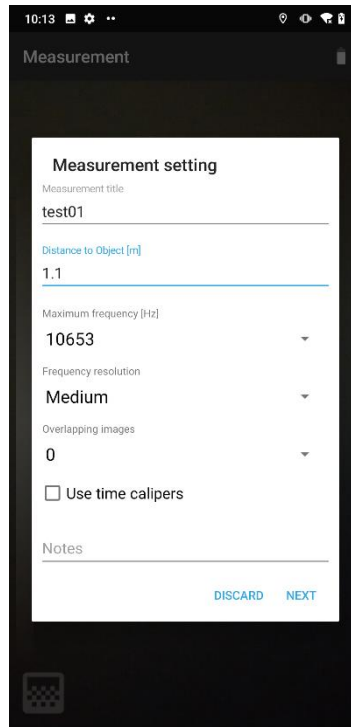 10:13
Measurement
Measurement setting
Measurement title
test01
Distance to Object [m]
1.1
Maximum frequency [Hz]
10653
Frequency resolution
Medium
Overlapping images
0
Use time calipers
Notes
DISCARD NEXT